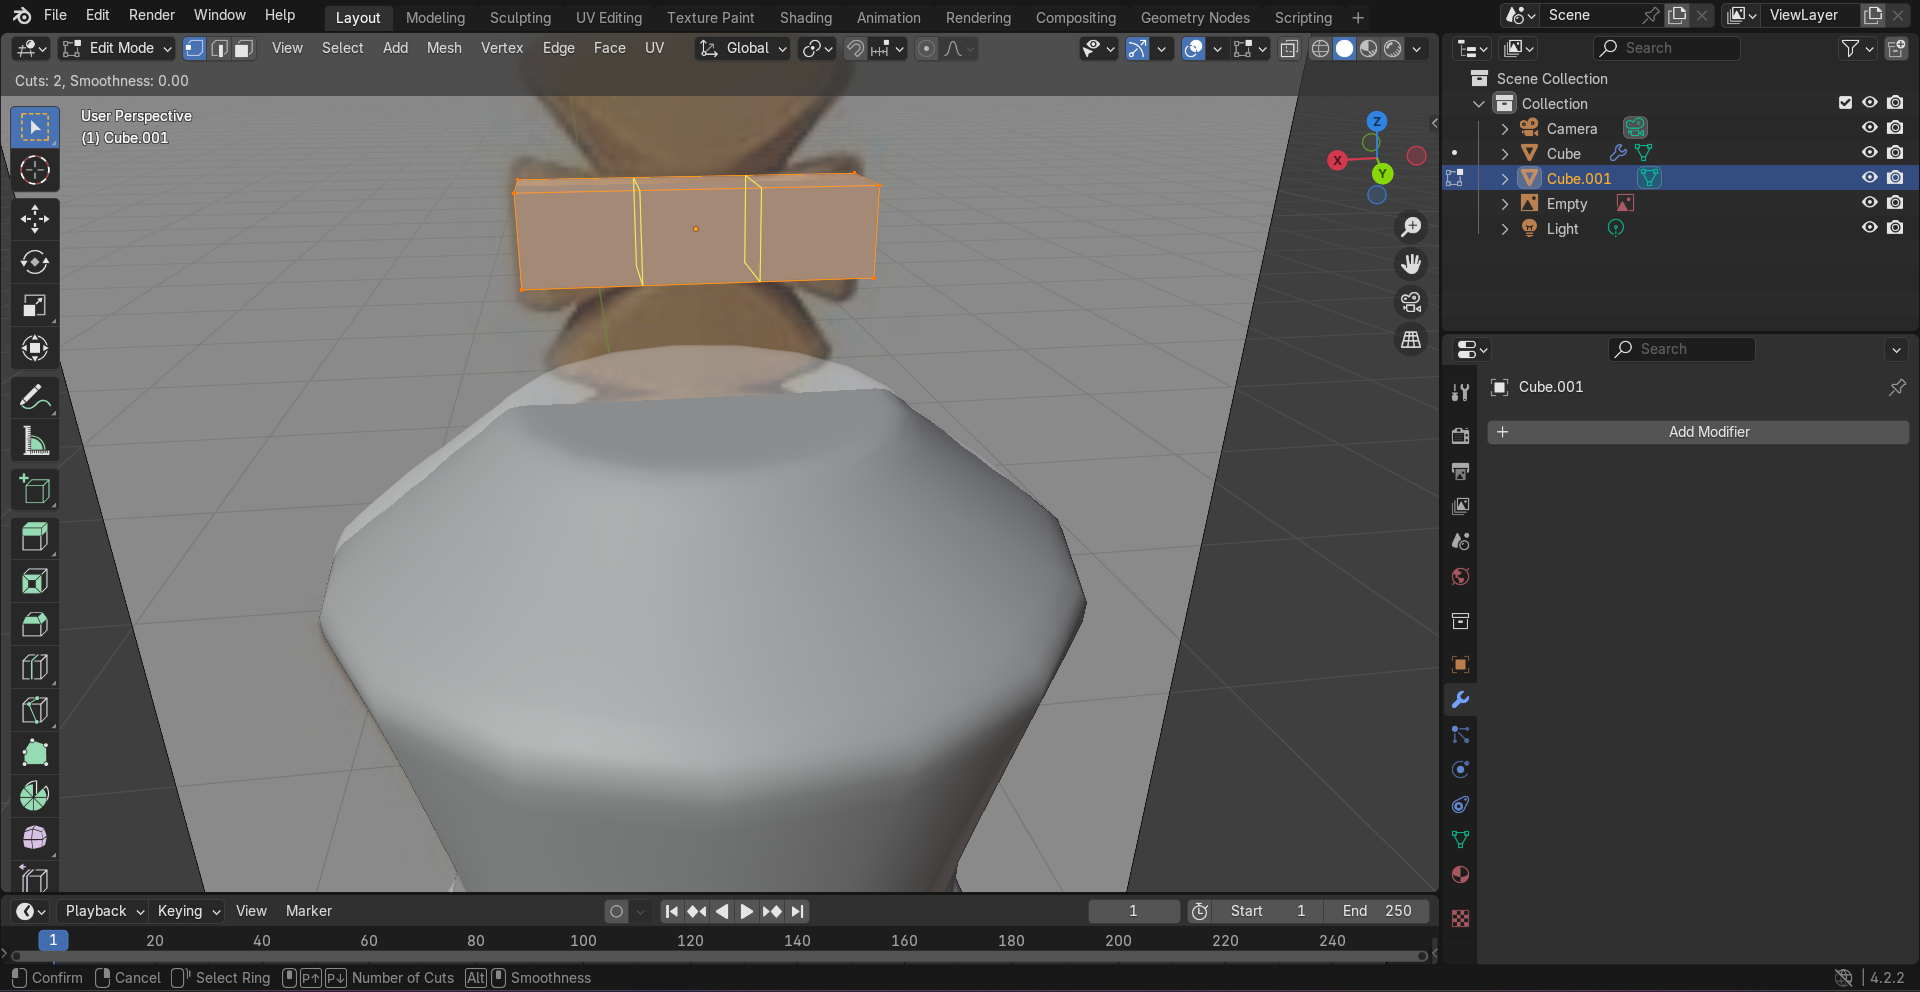 File Edit Render Window Help Layout Modeling Sculpting UV Editing Texture Paint Shading Animation Rendering Compositing Geometry Nodes Scripting + Scene ViewLayer
Edit Mode View Select Add Mesh Vertex Edge Face UV Global Search
Cuts: 2, Smoothness: 0.00
Scene Collection
User Perspective
(1) Cube.001
Collection
Camera
Cube
Cube.001
Empty
Light
X
Y
Z
Search
Cube.001
+ Add Modifier
Playback Keying View Marker 1 Start 1 End 250
1 20 40 60 80 100 120 140 160 180 200 220 240
Confirm Cancel Select Ring P↑ P↓ Number of Cuts Alt Smoothness 4.2.2